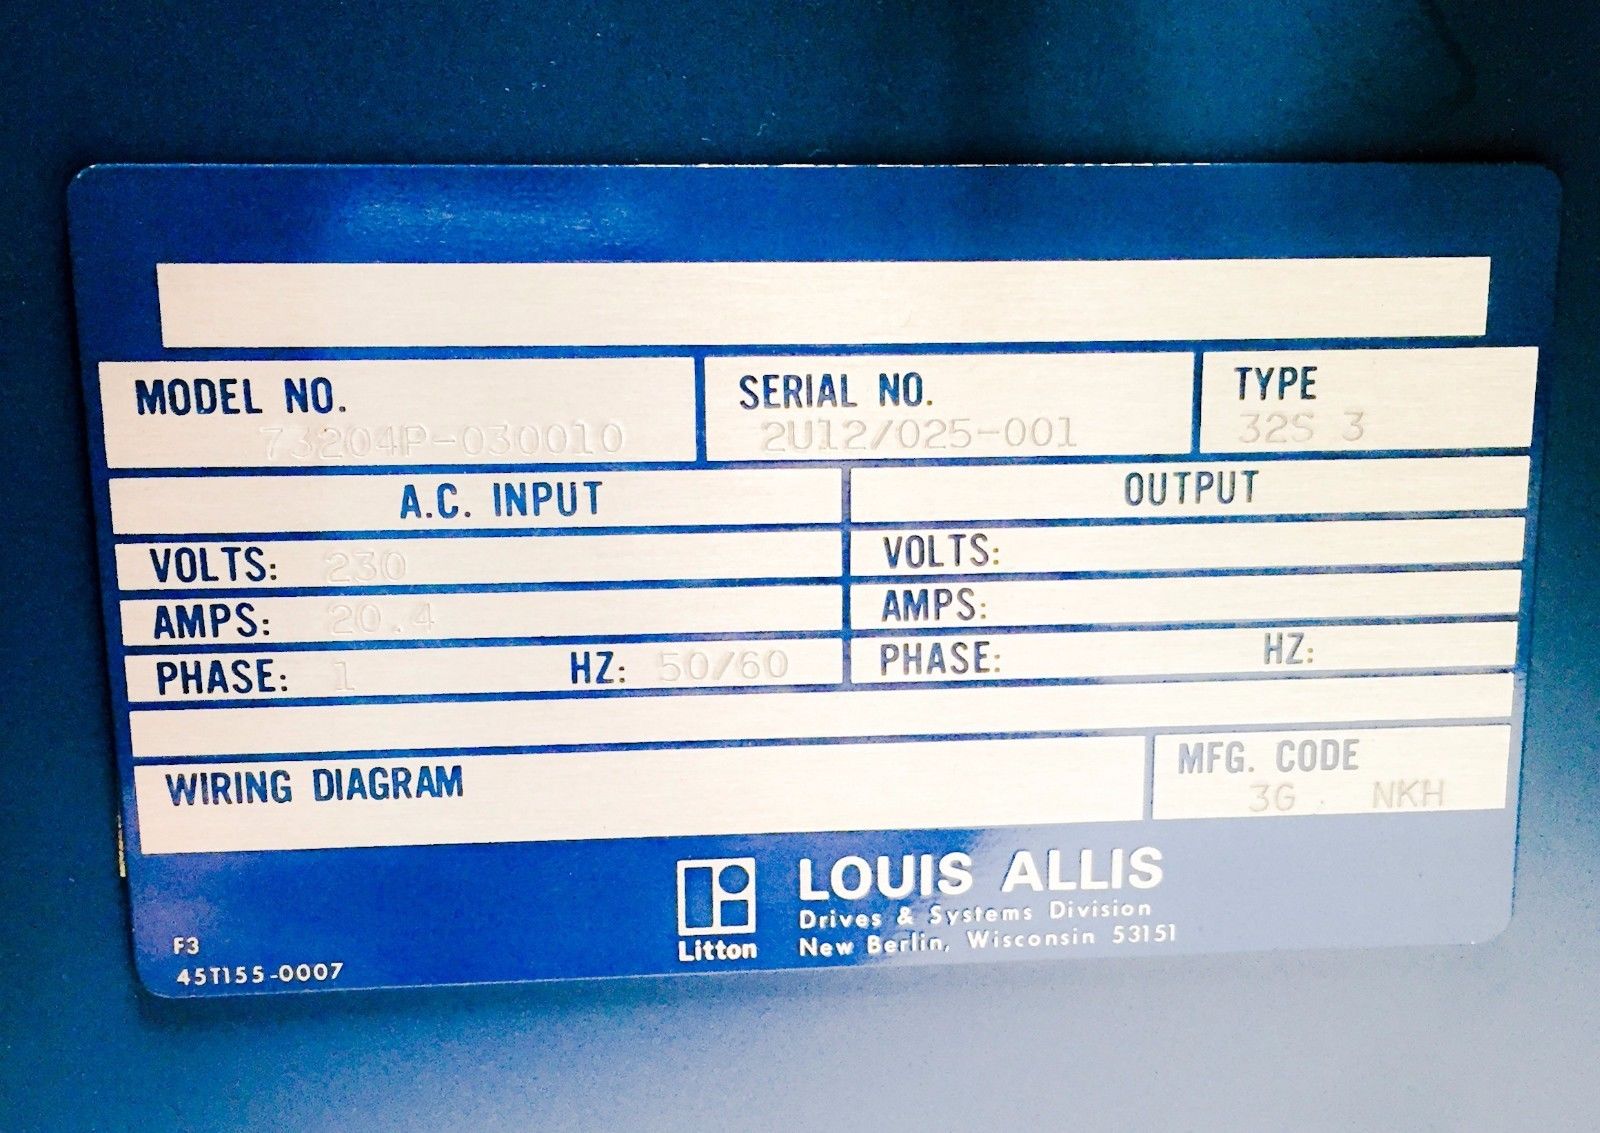 MODEL NO. SERIAL NO. TYPE
73204P-030010 2U12/025-001 32S 3
A.C. INPUT OUTPUT
VOLTS: 230 VOLTS:
AMPS: 20.4 AMPS:
PHASE: 1 HZ: 50/60 PHASE: HZ:
WIRING DIAGRAM MFG. CODE
3G. NKH
LOUIS ALLIS
Drives & Systems Division
New Berlin, Wisconsin 53151
Litton
F3
45T155-0007